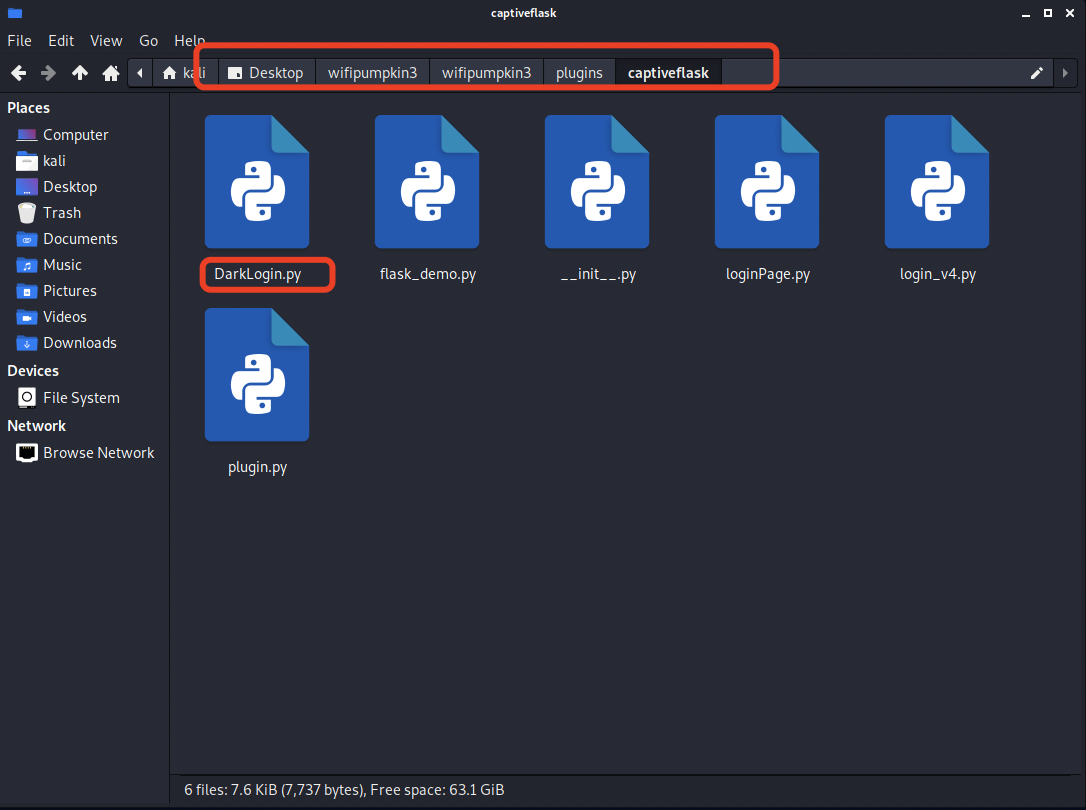 captiveflask
File Edit View Go Help
kali Desktop wifipumpkin3 wifipumpkin3 plugins captiveflask
Places
Computer
kali
Desktop
Trash
Documents
Music
Pictures
Videos
Downloads
Devices
File System
Network
Browse Network
DarkLogin.py flask_demo.py __init__.py loginPage.py login_v4.py
plugin.py
6 files: 7.6 KiB (7,737 bytes), Free space: 63.1 GiB